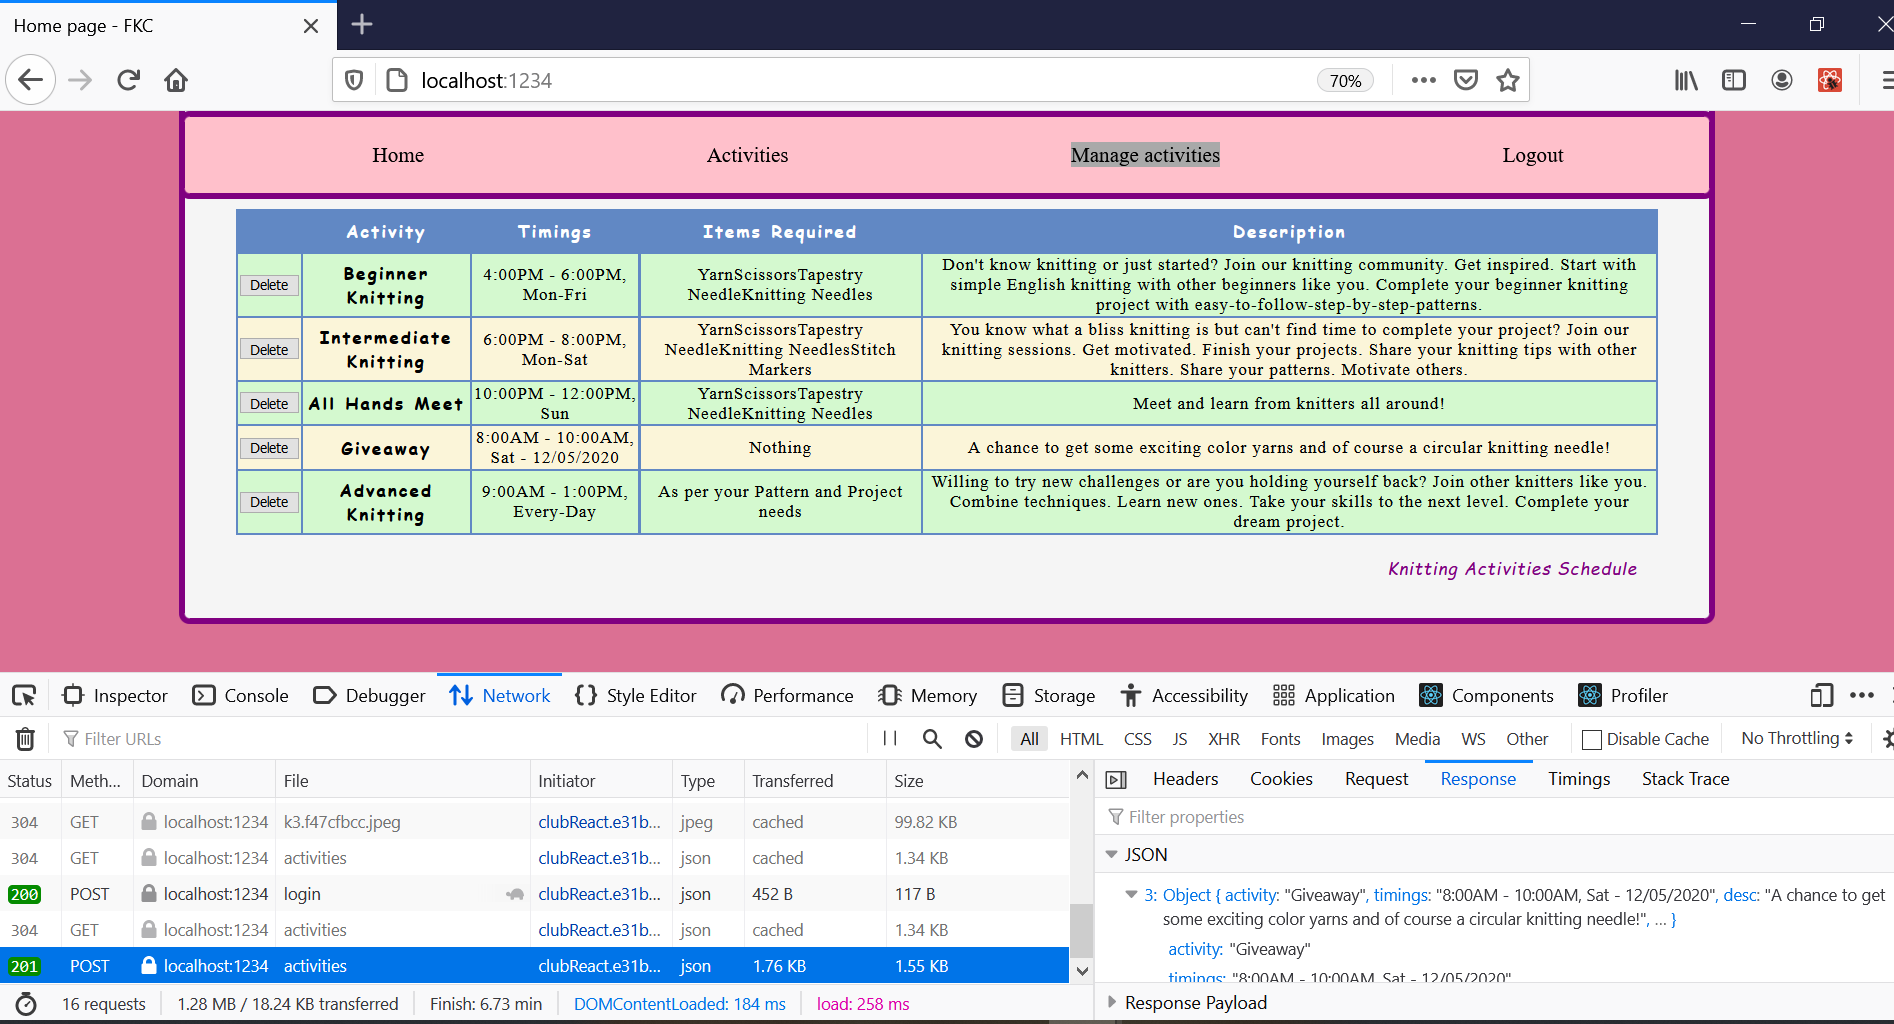 Home page - FKC
localhost:1234
70%
Home Activities Manage activities Logout
Activity Timings Items Required Description
Delete
Beginner
Knitting
4:00PM - 6:00PM,
Mon-Fri
YarnScissorsTapestry
NeedleKnitting Needles
Don't know knitting or just started? Join our knitting community. Get inspired. Start with
simple English knitting with other beginners like you. Complete your beginner knitting
project with easy-to-follow-step-by-step-patterns.
Delete
Intermediate
Knitting
6:00PM - 8:00PM,
Mon-Sat
YarnScissorsTapestry
NeedleKnitting NeedlesStitch
Markers
You know what a bliss knitting is but can't find time to complete your project? Join our
knitting sessions. Get motivated. Finish your projects. Share your knitting tips with other
knitters. Share your patterns. Motivate others.
Delete
All Hands Meet
10:00PM - 12:00PM,
Sun
YarnScissorsTapestry
NeedleKnitting Needles
Meet and learn from knitters all around!
Delete
Giveaway
8:00AM - 10:00AM,
Sat - 12/05/2020
Nothing
A chance to get some exciting color yarns and of course a circular knitting needle!
Delete
Advanced
Knitting
9:00AM - 1:00PM,
Every-Day
As per your Pattern and Project
needs
Willing to try new challenges or are you holding yourself back? Join other knitters like you.
Combine techniques. Learn new ones. Take your skills to the next level. Complete your
dream project.
Knitting Activities Schedule
Inspector Console Debugger Network Style Editor Performance Memory Storage Accessibility Application Components Profiler
Filter URLs
All HTML CSS JS XHR Fonts Images Media WS Other Disable Cache No Throttling
Status Meth... Domain File Initiator Type Transferred Size
304 GET localhost:1234 k3.f47cfbcc.jpeg clubReact.e31b... jpeg cached 99.82 KB
304 GET localhost:1234 activities clubReact.e31b... json cached 1.34 KB
200 POST localhost:1234 login clubReact.e31b... json 452 B 117 B
304 GET localhost:1234 activities clubReact.e31b... json cached 1.34 KB
201 POST localhost:1234 activities clubReact.e31b... json 1.76 KB 1.55 KB
16 requests 1.28 MB / 18.24 KB transferred Finish: 6.73 min DOMContentLoaded: 184 ms load: 258 ms
Headers Cookies Request Response Timings Stack Trace
Filter properties
JSON
3: Object { activity: "Giveaway", timings: "8:00AM - 10:00AM, Sat - 12/05/2020", desc: "A chance to get
some exciting color yarns and of course a circular knitting needle!", ... }
activity: "Giveaway"
timings: "8:00AM - 10:00AM, Sat - 12/05/2020"
Response Payload